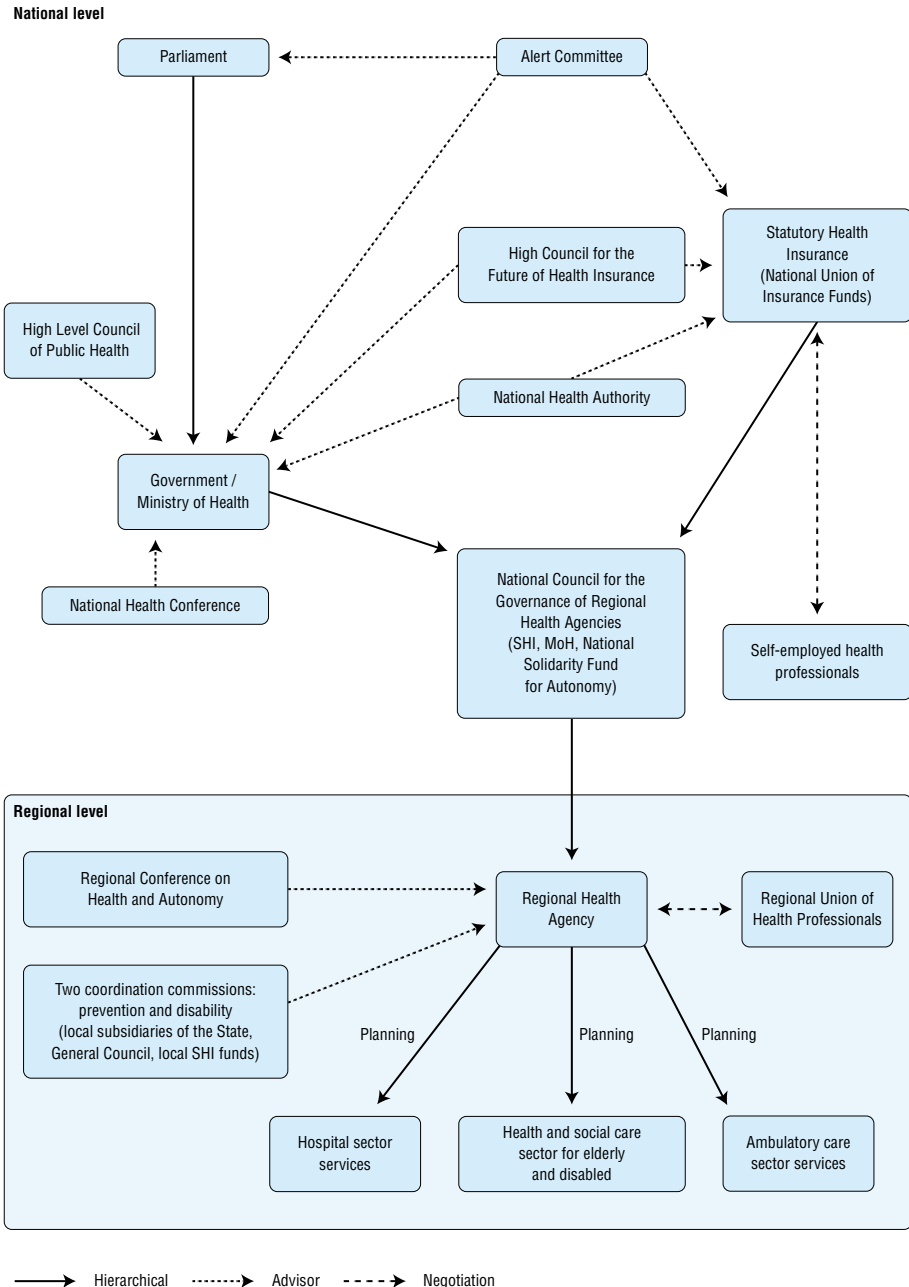 National level
Parliament
Alert Committee
High Council for the
Future of Health Insurance
Statutory Health
Insurance
(National Union of
Insurance Funds)
High Level Council
of Public Health
National Health Authority
Government /
Ministry of Health
National Health Conference
National Council for the
Governance of Regional
Health Agencies
(SHI, MoH, National
Solidarity Fund
for Autonomy)
Self-employed health
professionals
Regional level
Regional Conference on
Health and Autonomy
Regional Health
Agency
Regional Union of
Health Professionals
Two coordination commissions:
prevention and disability
(local subsidiaries of the State,
General Council, local SHI funds)
Planning
Planning
Planning
Hospital sector
services
Health and social care
sector for elderly
and disabled
Ambulatory care
sector services
Hierarchical
Advisor
Negotiation